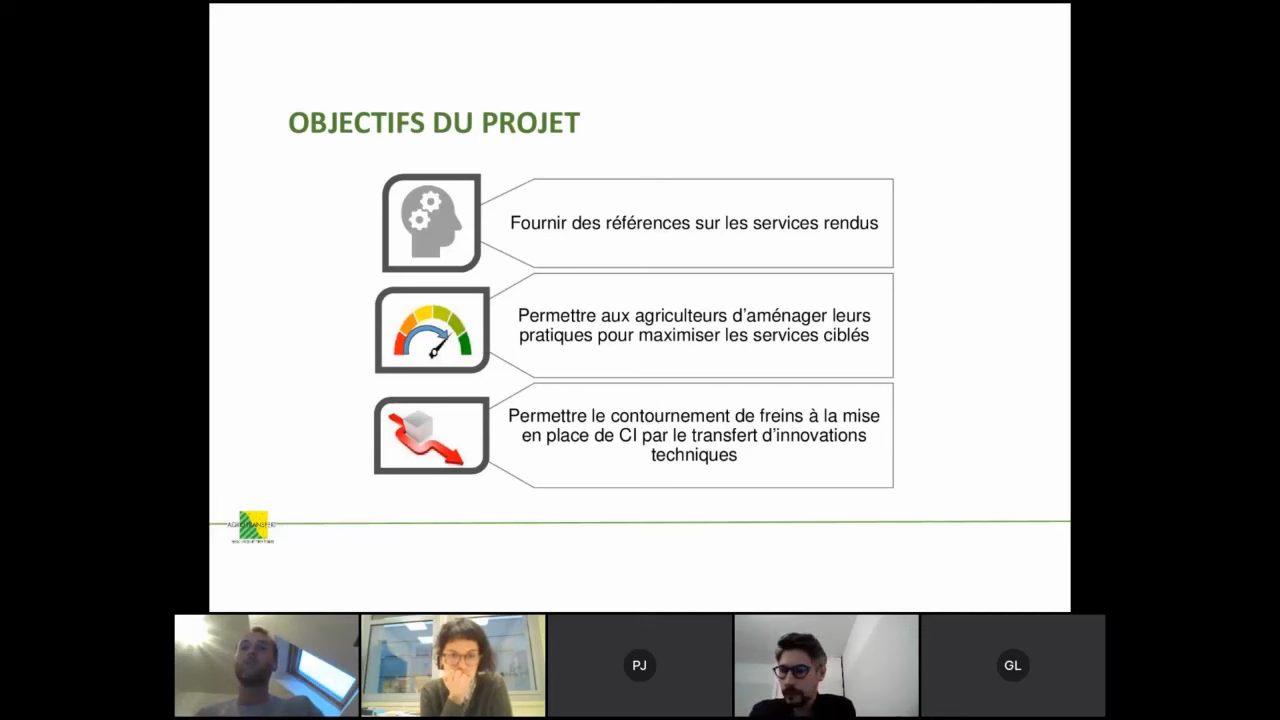 OBJECTIFS DU PROJET
Fournir des références sur les services rendus
Permettre aux agriculteurs d’aménager leurs
pratiques pour maximiser les services ciblés
Permettre le contournement de freins à la mise
en place de CI par le transfert d’innovations
techniques
AGRO-TRANSFERT
PJ
GL